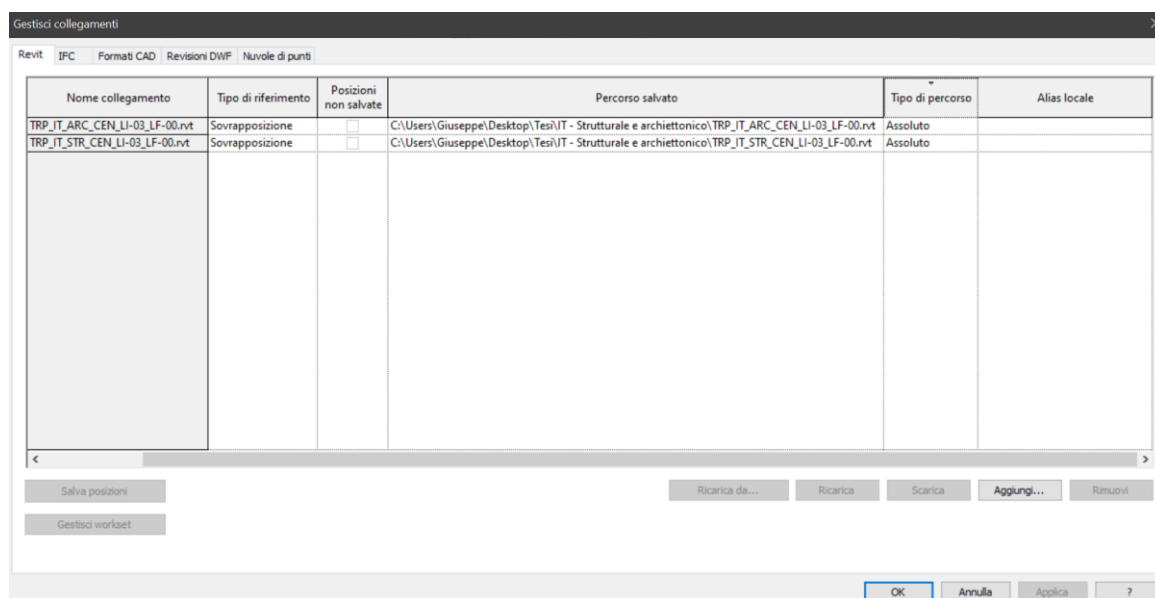 Gestisci collegamenti
Revit IFC Formati CAD Revisioni DWF Nuvole di punti
Nome collegamento Tipo di riferimento Posizioni non salvate Percorso salvato Tipo di percorso Alias locale
TRP_IT_ARC_CEN_LI-03_LF-00.rvt Sovrapposizione C:\Users\Giuseppe\Desktop\Tesi\IT - Strutturale e archiettonico\TRP_IT_ARC_CEN_LI-03_LF-00.rvt Assoluto
TRP_IT_STR_CEN_LI-03_LF-00.rvt Sovrapposizione C:\Users\Giuseppe\Desktop\Tesi\IT - Strutturale e archiettonico\TRP_IT_STR_CEN_LI-03_LF-00.rvt Assoluto
Salva posizioni Ricarica da... Ricarica Scarica Aggiungi... Rimuovi
Gestisci workset
OK Annulla Applica ?